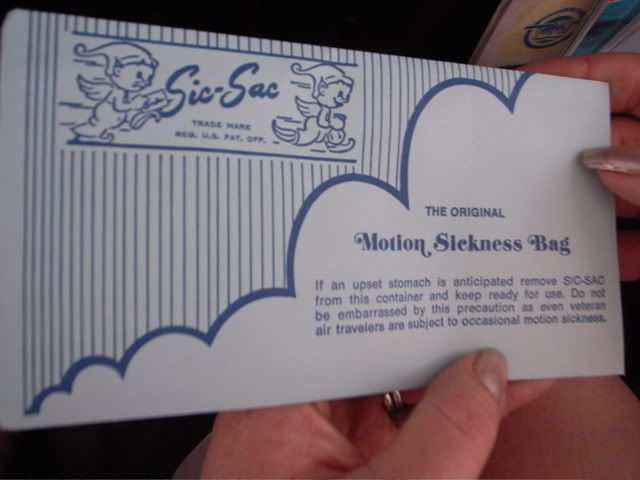 Sic-Sac
TRADE MARK
REG. U.S. PAT. OFF.
THE ORIGINAL
Motion Sickness Bag
If an upset stomach is anticipated remove SIC-SAC
from this container and keep ready for use. Do not
be embarrassed by this precaution as even veteran
air travelers are subject to occasional motion sickness.